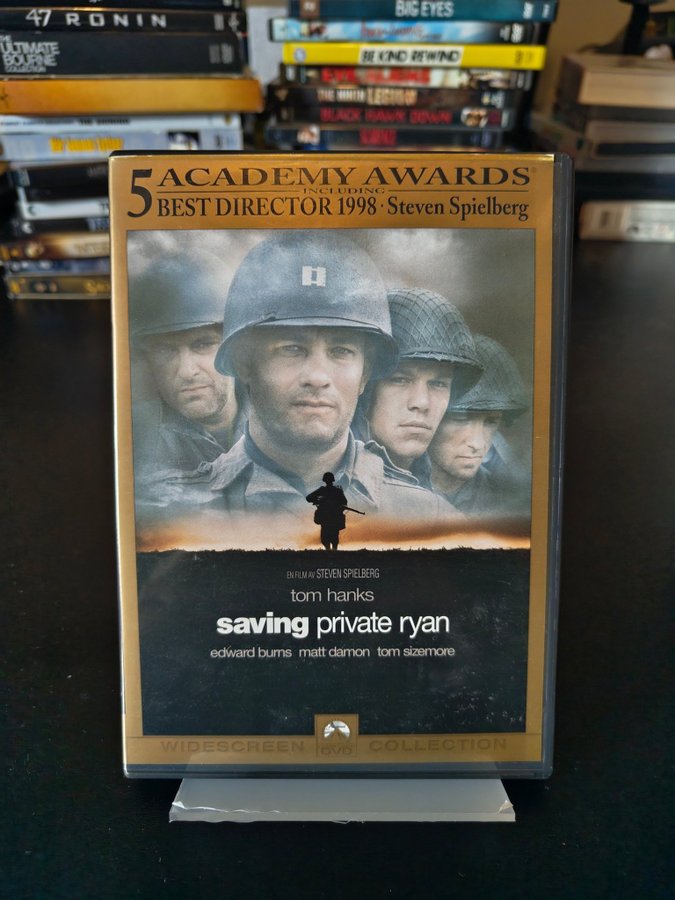 47 RONIN
THE
ULTIMATE
BOURNE
COLLECTION
BIG EYES
BE KIND REWIND
BLACK HAWK DOWN
5 ACADEMY AWARDS
INCLUDING
BEST DIRECTOR 1998 · Steven Spielberg
EN FILM AV STEVEN SPIELBERG
tom hanks
saving private ryan
edward burns matt damon tom sizemore
WIDESCREEN DVD COLLECTION